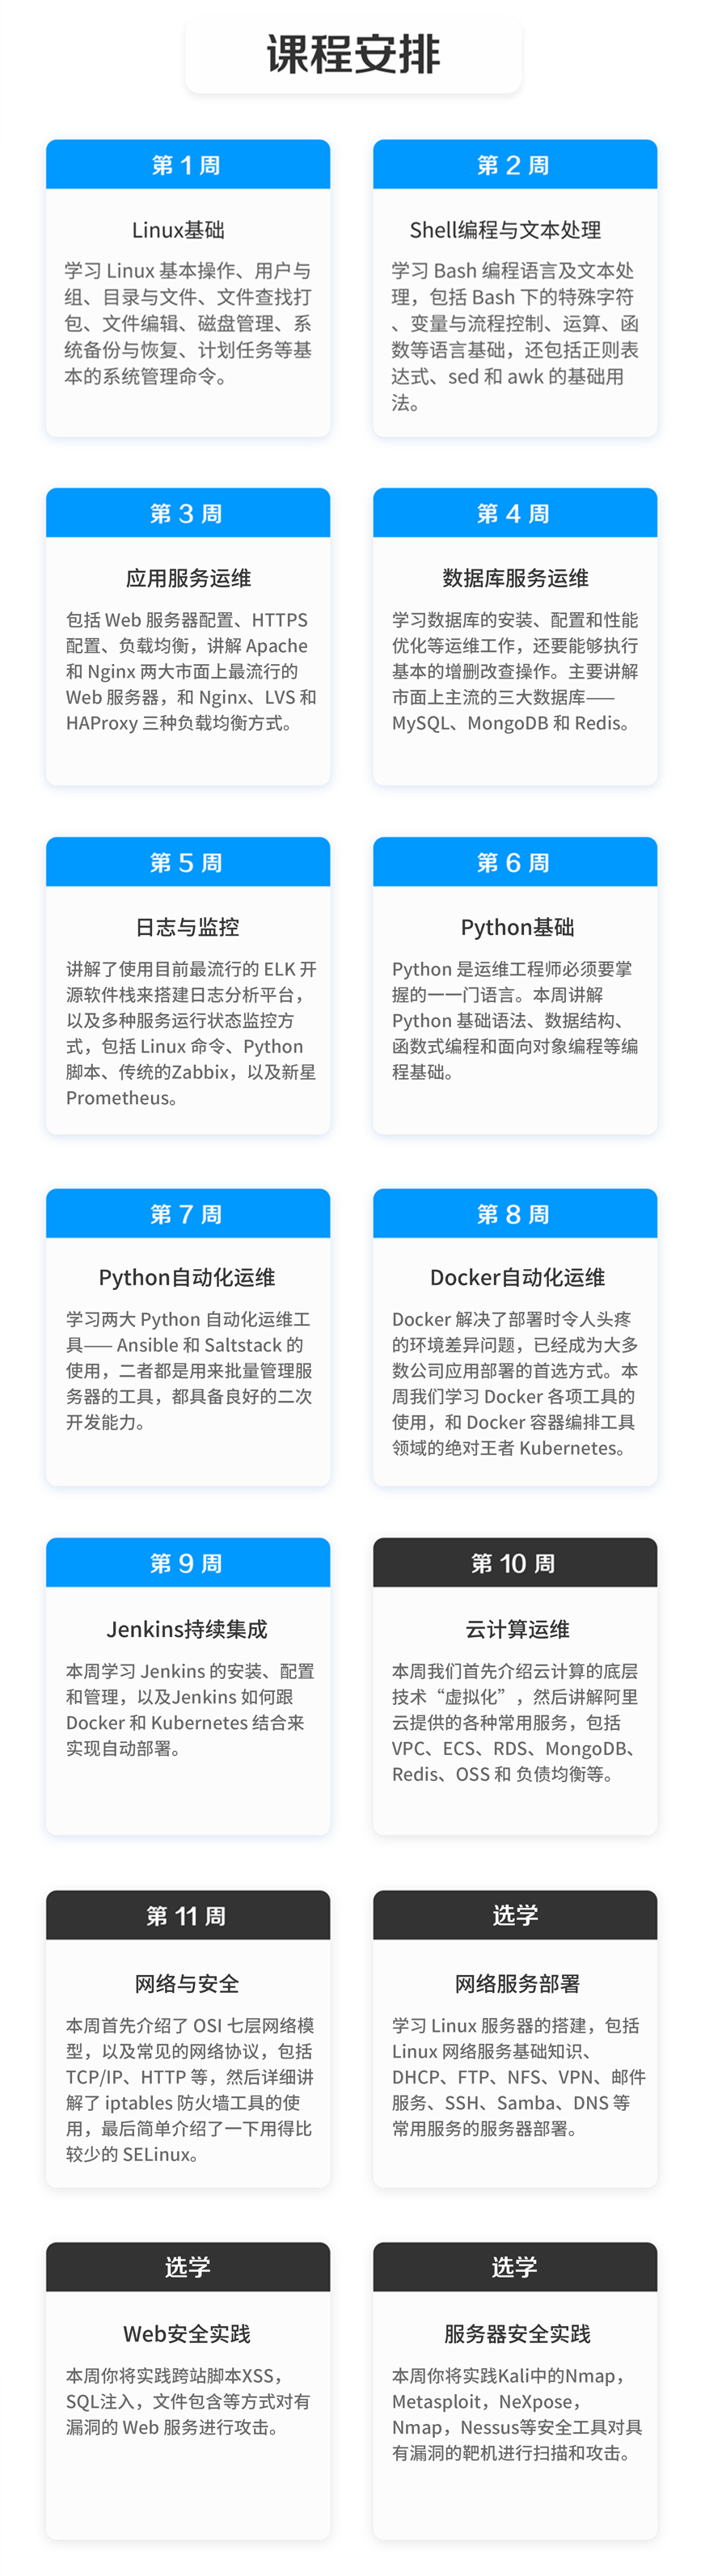 课程安排
第 1 周
Linux基础
学习 Linux 基本操作、用户与
组、目录与文件、文件查找打
包、文件编辑、磁盘管理、系
统备份与恢复、计划任务等基
本的系统管理命令。
第 2 周
Shell编程与文本处理
学习 Bash 编程语言及文本处
理，包括 Bash 下的特殊字符
、变量与流程控制、运算、函
数等语言基础，还包括正则表
达式、sed 和 awk 的基础用
法。
第 3 周
应用服务运维
包括 Web 服务器配置、HTTPS
配置、负载均衡，讲解 Apache
和 Nginx 两大市面上最流行的
Web 服务器，和 Nginx、LVS 和
HAProxy 三种负载均衡方式。
第 4 周
数据库服务运维
学习数据库的安装、配置和性能
优化等运维工作，还要能够执行
基本的增删改查操作。主要讲解
市面上主流的三大数据库——
MySQL、MongoDB 和 Redis。
第 5 周
日志与监控
讲解了使用目前最流行的 ELK 开
源软件栈来搭建日志分析平台，
以及多种服务运行状态监控方
式，包括 Linux 命令、Python
脚本、传统的Zabbix，以及新星
Prometheus。
第 6 周
Python基础
Python 是运维工程师必须要掌
握的一一门语言。本周讲解
Python 基础语法、数据结构、
函数式编程和面向对象编程等编
程基础。
第 7 周
Python自动化运维
学习两大 Python 自动化运维工
具—— Ansible 和 Saltstack 的
使用，二者都是用来批量管理服
务器的工具，都具备良好的二次
开发能力。
第 8 周
Docker自动化运维
Docker 解决了部署时令人头疼
的环境差异问题，已经成为大多
数公司应用部署的首选方式。本
周我们学习 Docker 各项工具的
使用，和 Docker 容器编排工具
领域的绝对王者 Kubernetes。
第 9 周
Jenkins持续集成
本周学习 Jenkins 的安装、配置
和管理，以及Jenkins 如何跟
Docker 和 Kubernetes 结合来
实现自动部署。
第 10 周
云计算运维
本周我们首先介绍云计算的底层
技术“虚拟化”，然后讲解阿里
云提供的各种常用服务，包括
VPC、ECS、RDS、MongoDB、
Redis、OSS 和 负债均衡等。
第 11 周
网络与安全
本周首先介绍了 OSI 七层网络模
型，以及常见的网络协议，包括
TCP/IP、HTTP 等，然后详细讲
解了 iptables 防火墙工具的使
用，最后简单介绍了一下用得比
较少的 SELinux。
选学
网络服务部署
学习 Linux 服务器的搭建，包括
Linux 网络服务基础知识、
DHCP、FTP、NFS、VPN、邮件
服务、SSH、Samba、DNS 等
常用服务的服务器部署。
选学
Web安全实践
本周你将实践跨站脚本XSS，
SQL注入，文件包含等方式对有
漏洞的 Web 服务进行攻击。
选学
服务器安全实践
本周你将实践Kali中的Nmap，
Metasploit，NeXpose，
Nmap，Nessus等安全工具对具
有漏洞的靶机进行扫描和攻击。